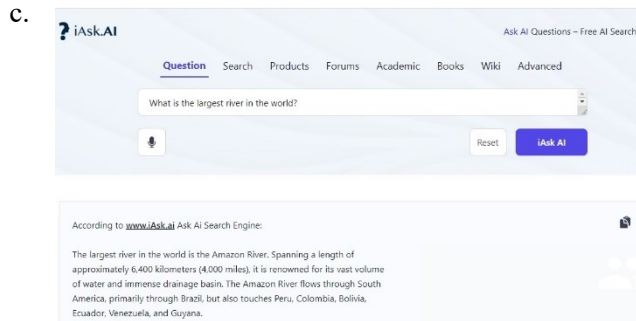 c.
? iAsk.AI
Ask AI Questions – Free AI Search
Question Search Products Forums Academic Books Wiki Advanced
What is the largest river in the world?
Reset iAsk AI
According to www.iAsk.ai Ask Ai Search Engine:
The largest river in the world is the Amazon River. Spanning a length of
approximately 6,400 kilometers (4,000 miles), it is renowned for its vast volume
of water and immense drainage basin. The Amazon River flows through South
America, primarily through Brazil, but also touches Peru, Colombia, Bolivia,
Ecuador, Venezuela, and Guyana.